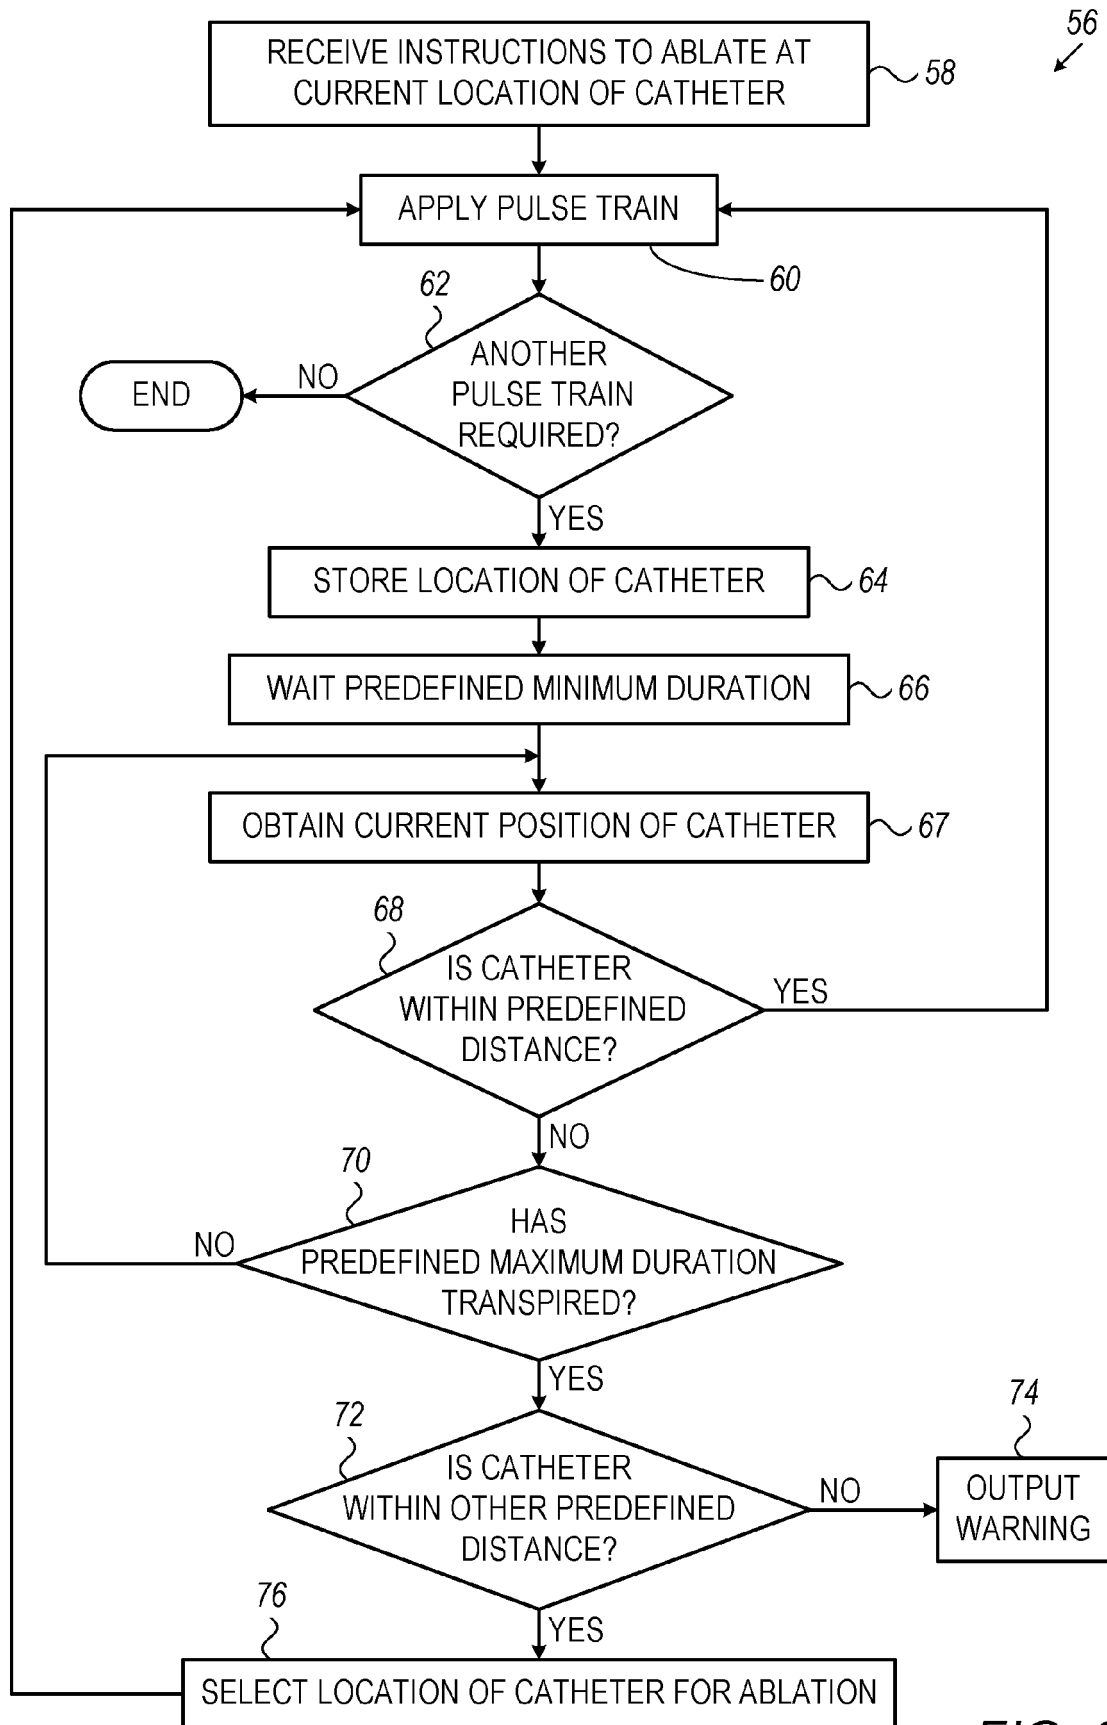 56
RECEIVE INSTRUCTIONS TO ABLATE AT
CURRENT LOCATION OF CATHETER
58
APPLY PULSE TRAIN
60
62
ANOTHER
PULSE TRAIN
REQUIRED?
NO
END
YES
STORE LOCATION OF CATHETER
64
WAIT PREDEFINED MINIMUM DURATION
66
OBTAIN CURRENT POSITION OF CATHETER
67
68
IS CATHETER
WITHIN PREDEFINED
DISTANCE?
YES
NO
70
HAS
PREDEFINED MAXIMUM DURATION
TRANSPIRED?
NO
YES
72
IS CATHETER
WITHIN OTHER PREDEFINED
DISTANCE?
NO
74
OUTPUT
WARNING
YES
76
SELECT LOCATION OF CATHETER FOR ABLATION